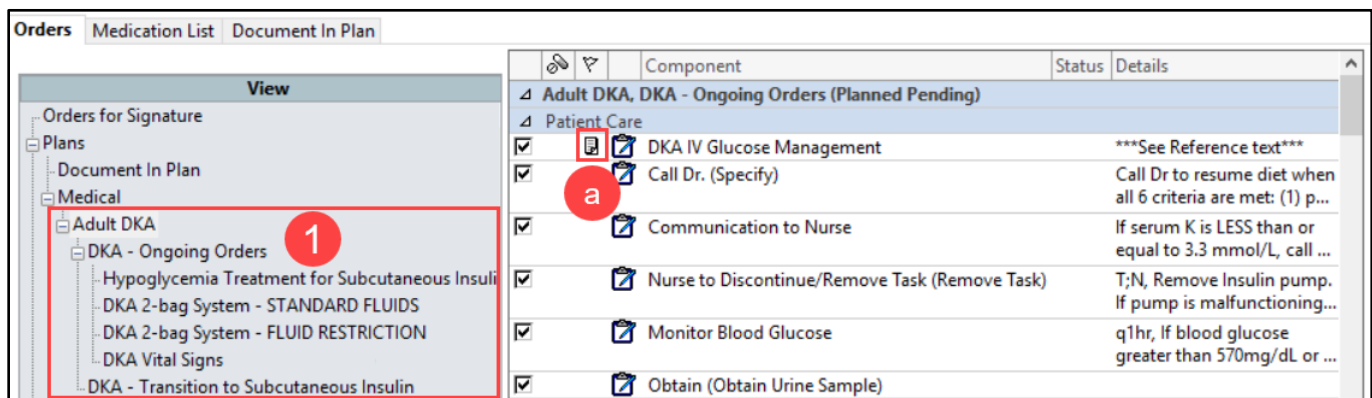 Orders Medication List Document In Plan
View
Orders for Signature
Plans
Document In Plan
Medical
Adult DKA
1
DKA - Ongoing Orders
Hypoglycemia Treatment for Subcutaneous Insuli
DKA 2-bag System - STANDARD FLUIDS
DKA 2-bag System - FLUID RESTRICTION
DKA Vital Signs
DKA - Transition to Subcutaneous Insulin
Component Status Details
Adult DKA, DKA - Ongoing Orders (Planned Pending)
Patient Care
DKA IV Glucose Management ***See Reference text***
a
Call Dr. (Specify) Call Dr to resume diet when
all 6 criteria are met: (1) p...
Communication to Nurse If serum K is LESS than or
equal to 3.3 mmol/L, call ...
Nurse to Discontinue/Remove Task (Remove Task) T;N, Remove Insulin pump.
If pump is malfunctioning...
Monitor Blood Glucose q1hr, If blood glucose
greater than 570mg/dL or ...
Obtain (Obtain Urine Sample)